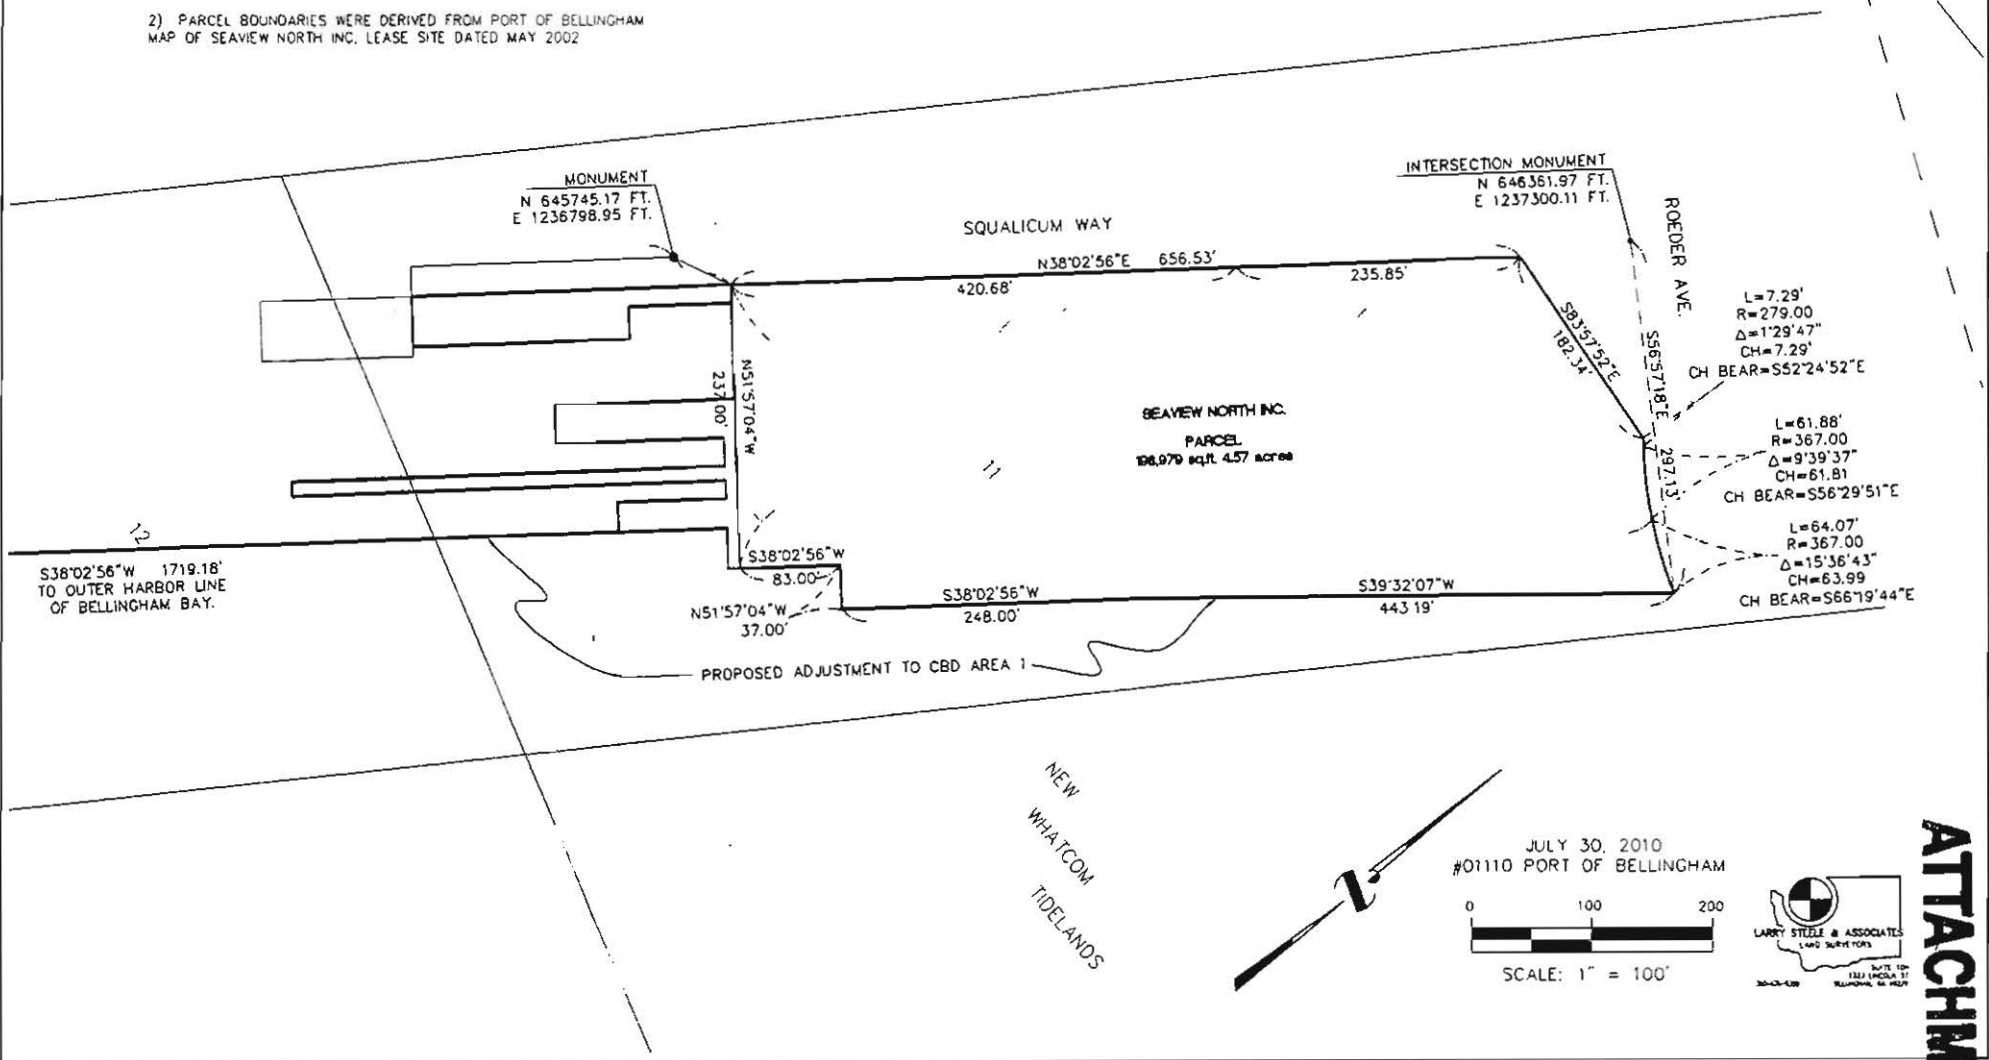 2) PARCEL BOUNDARIES WERE DERIVED FROM PORT OF BELLINGHAM
MAP OF SEAVIEW NORTH INC. LEASE SITE DATED MAY 2002
MONUMENT
N 645745.17 FT.
E 1236798.95 FT.
INTERSECTION MONUMENT
N 646361.97 FT.
E 1237300.11 FT.
SQUALICUM WAY
ROEDER AVE.
N38°02'56"E 656.53'
420.68'
235.85'
S83°57'52"E
182.34'
S56°57'18"E
297.13'
L=7.29'
R=279.00
Δ=1°29'47"
CH=7.29'
CH BEAR=S52°24'52"E
L=61.88'
R=367.00
Δ=9°39'37"
CH=61.81
CH BEAR=S56°29'51"E
L=64.07'
R=367.00
Δ=15°36'43"
CH=63.99
CH BEAR=S66°19'44"E
N51°57'04"W
237.00'
SEAVIEW NORTH INC.
PARCEL
198,979 sq.ft. 4.57 acres
11
12
S38°02'56"W 1719.18'
TO OUTER HARBOR LINE
OF BELLINGHAM BAY.
S38°02'56"W
83.00'
N51°57'04"W
37.00'
S38°02'56"W
248.00'
S39°32'07"W
443.19'
PROPOSED ADJUSTMENT TO CBD AREA 1
NEW
WHATCOM
TIDELANDS
N
JULY 30, 2010
#01110 PORT OF BELLINGHAM
0 100 200
SCALE: 1" = 100'
LARRY STEELE & ASSOCIATES
LAND SURVEYORS
ATTACHM